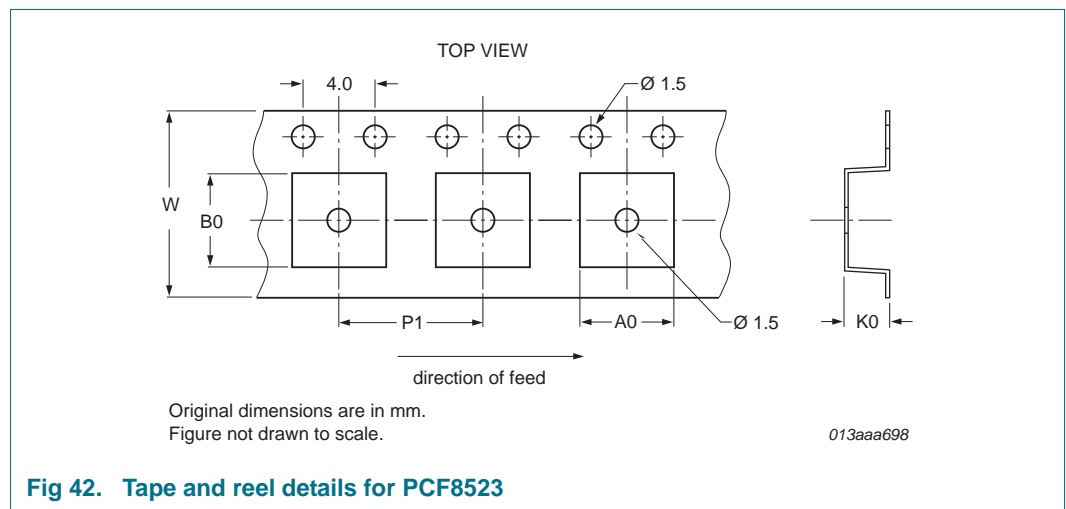 TOP VIEW
4.0
Ø 1.5
W
B0
P1
A0
Ø 1.5
K0
direction of feed
Original dimensions are in mm.
Figure not drawn to scale.
013aaa698
Fig 42. Tape and reel details for PCF8523